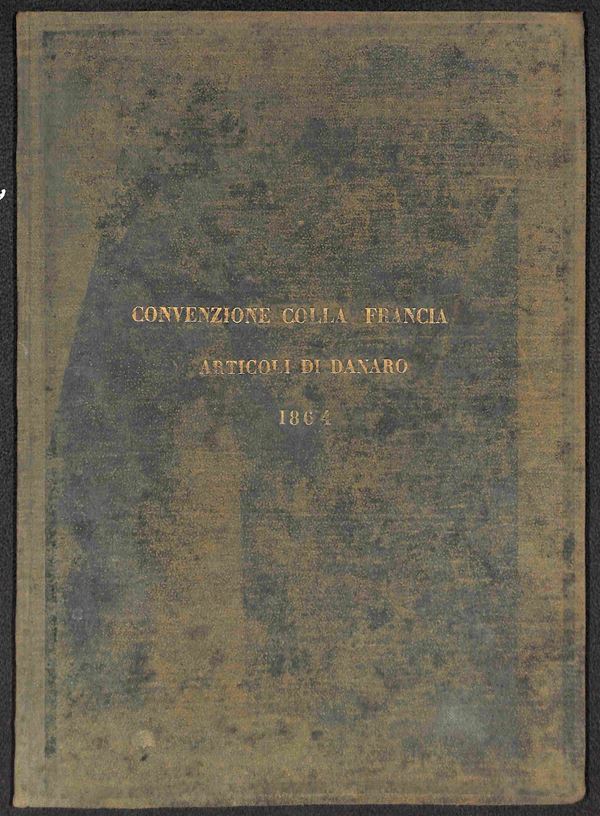 CONVENZIONE COLLA FRANCIA
ARTICOLI DI DANARO
1864